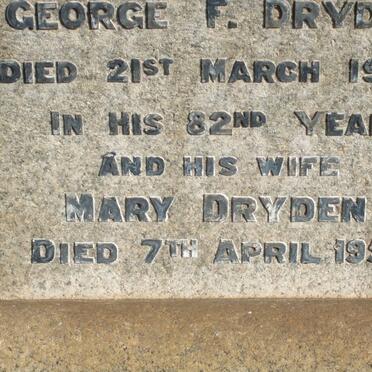 GEORGE F. DRYD
DIED 21ST MARCH 19
IN HIS 82ND YEA
AND HIS WIFE
MARY DRYDEN
DIED 7TH APRIL 19